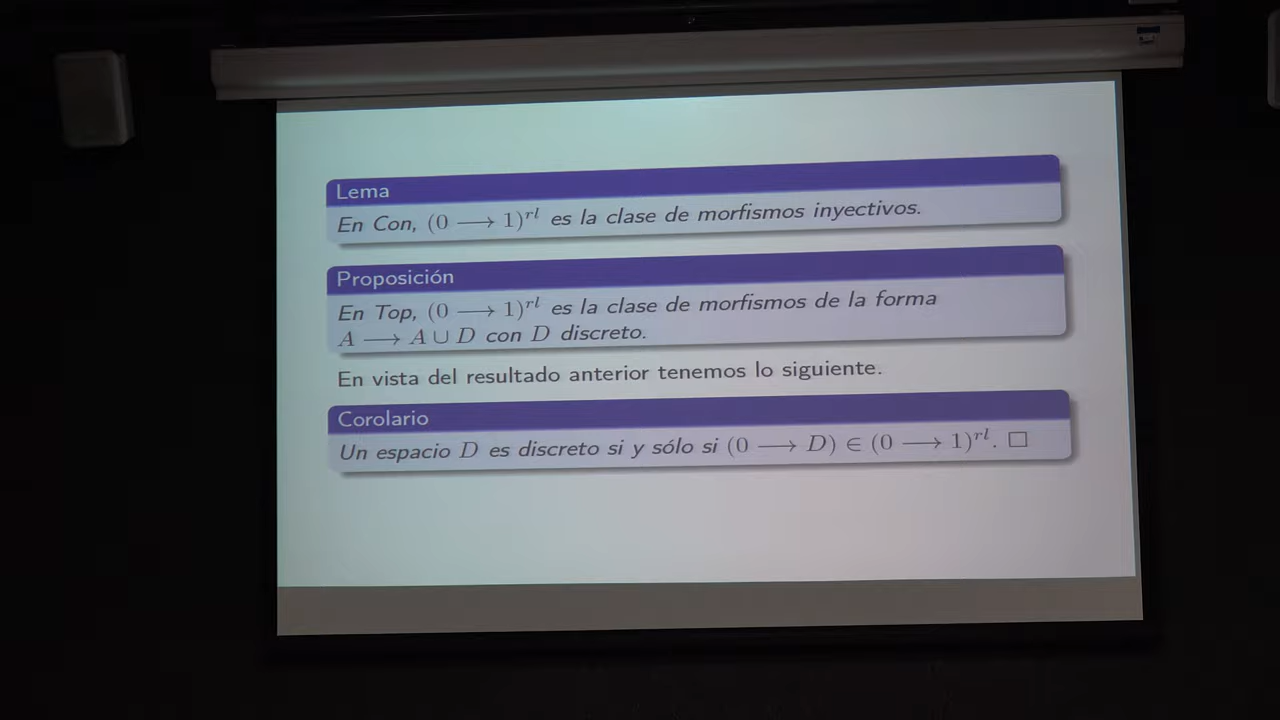 Lema
En Con, (0 ⟶ 1)^{rl} es la clase de morfismos inyectivos.
Proposición
En Top, (0 ⟶ 1)^{rl} es la clase de morfismos de la forma
A ⟶ A ∪ D con D discreto.
En vista del resultado anterior tenemos lo siguiente.
Corolario
Un espacio D es discreto si y sólo si (0 ⟶ D) ∈ (0 ⟶ 1)^{rl}. □